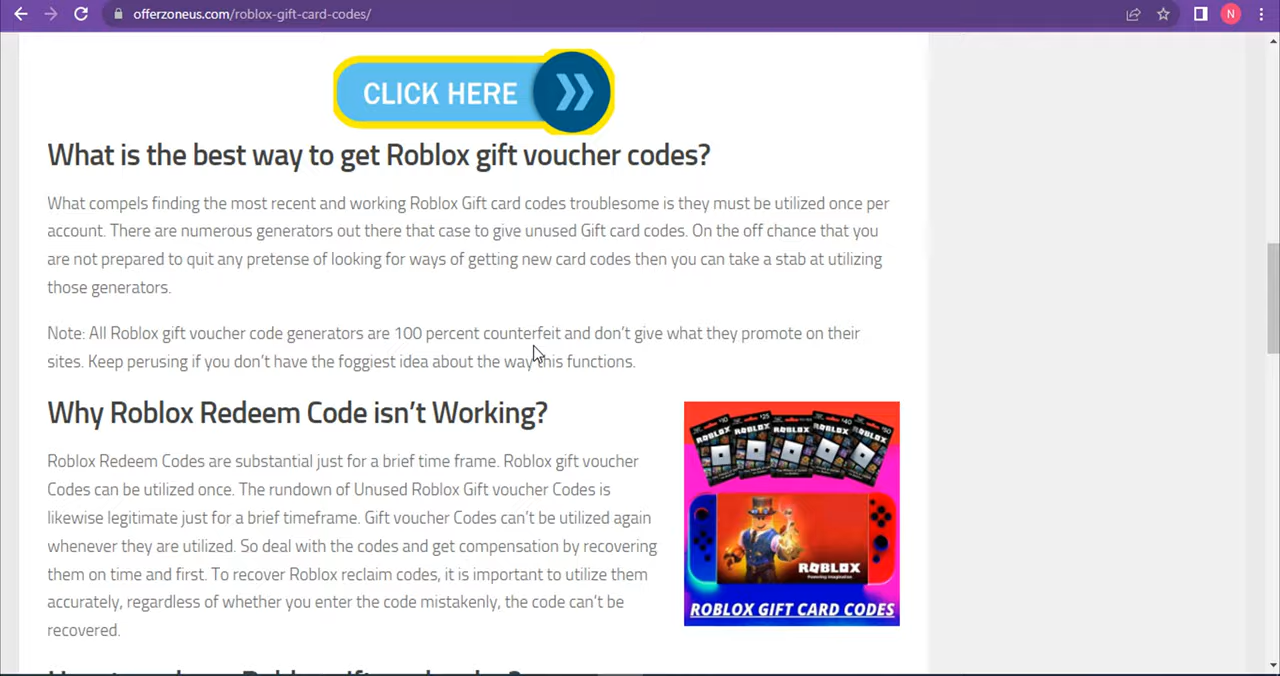 offerzoneus.com/roblox-gift-card-codes/
N
CLICK HERE
What is the best way to get Roblox gift voucher codes?
What compels finding the most recent and working Roblox Gift card codes troublesome is they must be utilized once per
account. There are numerous generators out there that case to give unused Gift card codes. On the off chance that you
are not prepared to quit any pretense of looking for ways of getting new card codes then you can take a stab at utilizing
those generators.
Note: All Roblox gift voucher code generators are 100 percent counterfeit and don’t give what they promote on their
sites. Keep perusing if you don’t have the foggiest idea about the way this functions.
Why Roblox Redeem Code isn’t Working?
Roblox Redeem Codes are substantial just for a brief time frame. Roblox gift voucher
Codes can be utilized once. The rundown of Unused Roblox Gift voucher Codes is
likewise legitimate just for a brief timeframe. Gift voucher Codes can’t be utilized again
whenever they are utilized. So deal with the codes and get compensation by recovering
them on time and first. To recover Roblox reclaim codes, it is important to utilize them
accurately, regardless of whether you enter the code mistakenly, the code can’t be
recovered.
$10 $25 $40 $50
ROBLOX ROBLOX ROBLOX ROBLOX ROBLOX
ROBLOX
Powering Imagination
ROBLOX GIFT CARD CODES